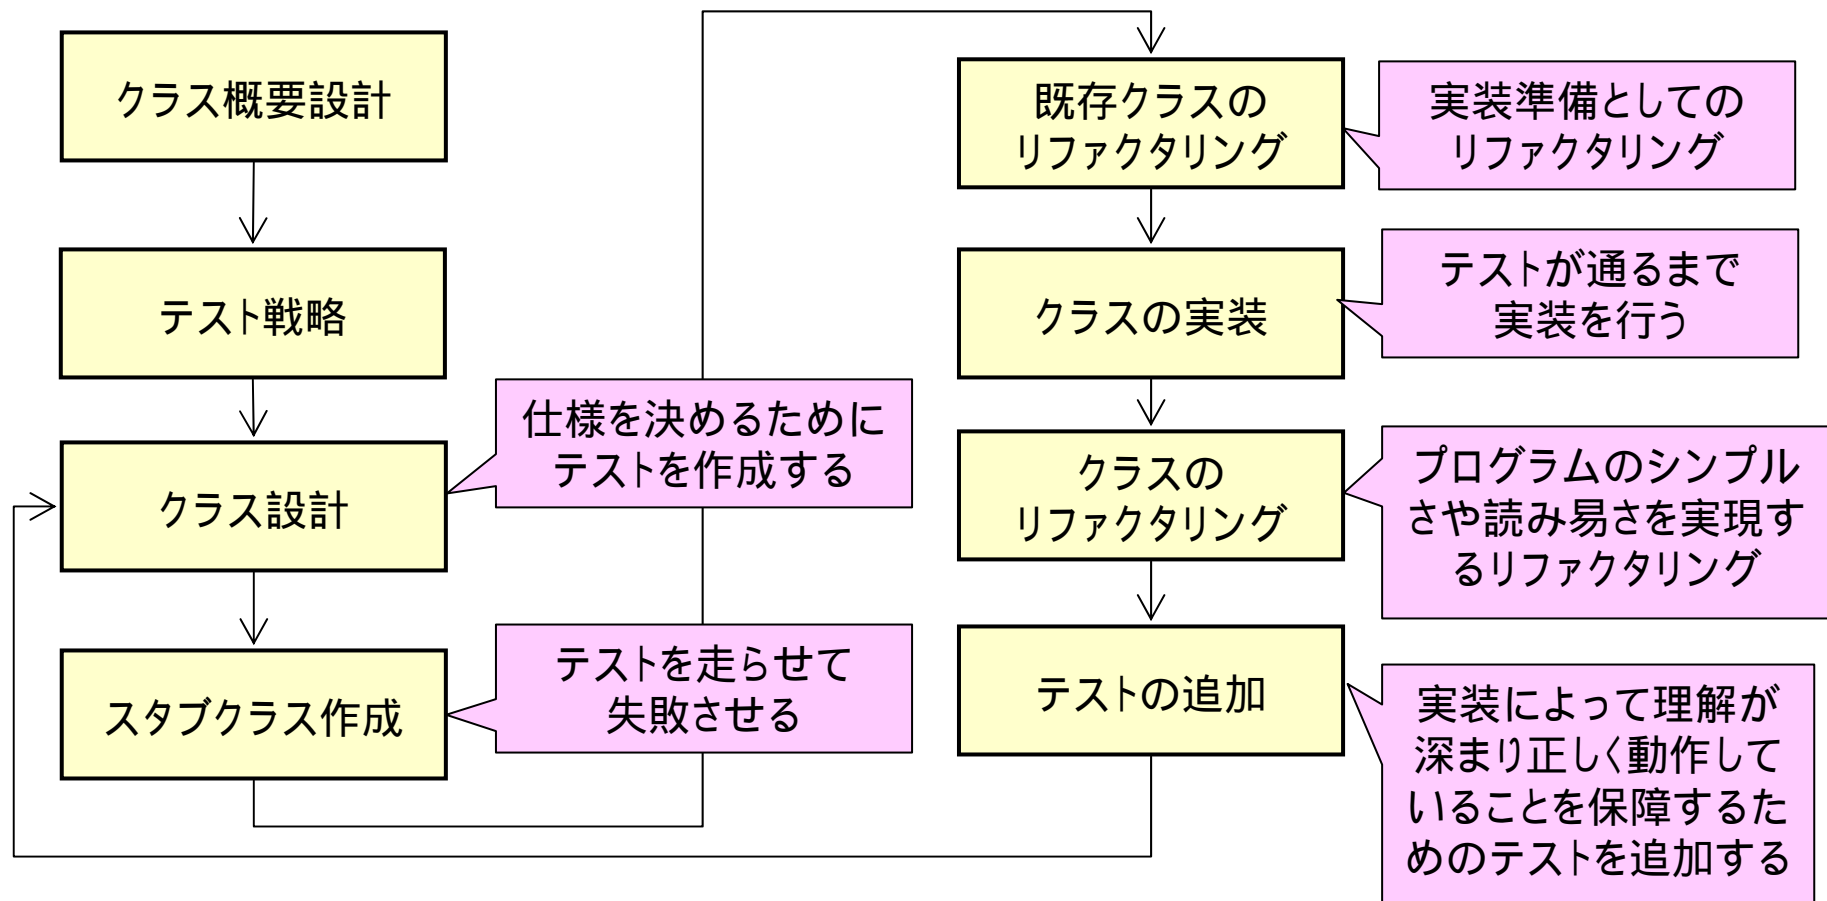 クラス概要設計
テスト戦略
クラス設計
仕様を決めるために
テストを作成する
スタブクラス作成
テストを走らせて
失敗させる
既存クラスの
リファクタリング
実装準備としての
リファクタリング
クラスの実装
テストが通るまで
実装を行う
クラスの
リファクタリング
プログラムのシンプル
さや読み易さを実現す
るリファクタリング
テストの追加
実装によって理解が
深まり正しく動作して
いることを保障するた
めのテストを追加する